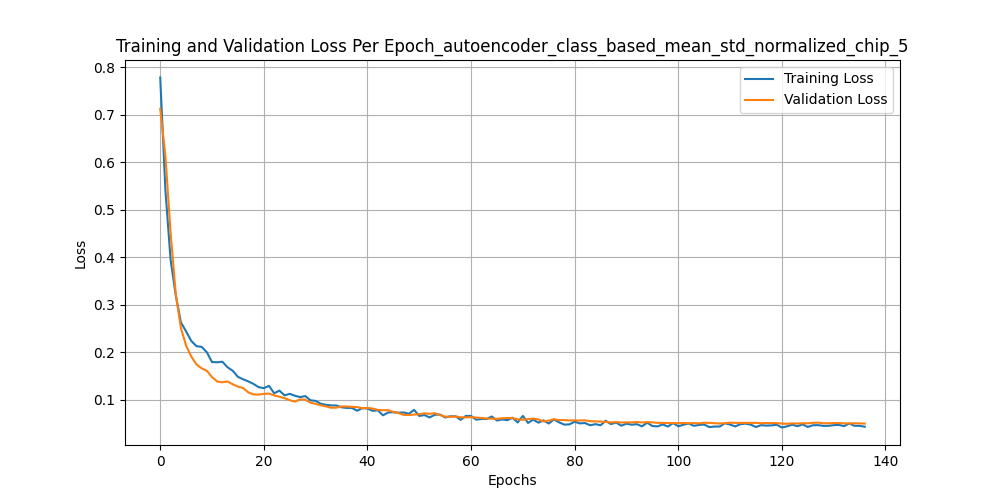 Training and Validation Loss Per Epoch_autoencoder_class_based_mean_std_normalized_chip_5
Training Loss
Validation Loss
0.8
0.7
0.6
0.5
0.4
0.3
0.2
0.1
Loss
0 20 40 60 80 100 120 140
Epochs